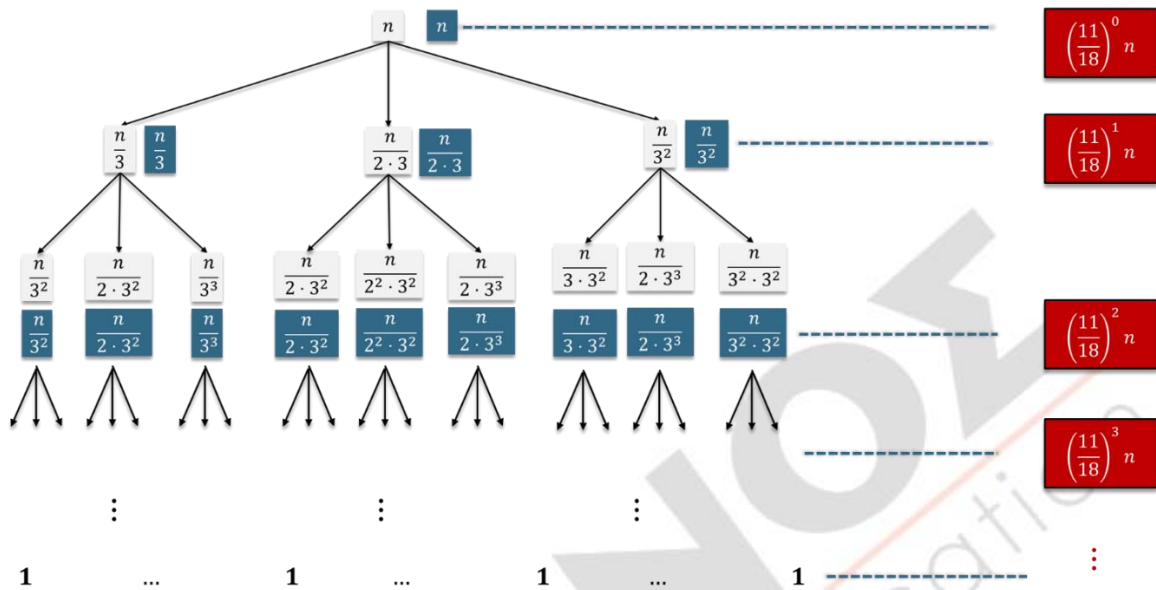 n n (11/18)^0 n
n/3 n/3 n/(2·3) n/(2·3) n/3² n/3² (11/18)^1 n
n/3² n/(2·3²) n/3³ n/(2·3²) n/(2²·3²) n/(2·3³) n/(3·3²) n/(2·3³) n/(3²·3²)
n/3² n/(2·3²) n/3³ n/(2·3²) n/(2²·3²) n/(2·3³) n/(3·3²) n/(2·3³) n/(3²·3²) (11/18)^2 n
(11/18)^3 n
⋮ ⋮ ⋮ ⋮
1 ... 1 ... 1 ... 1